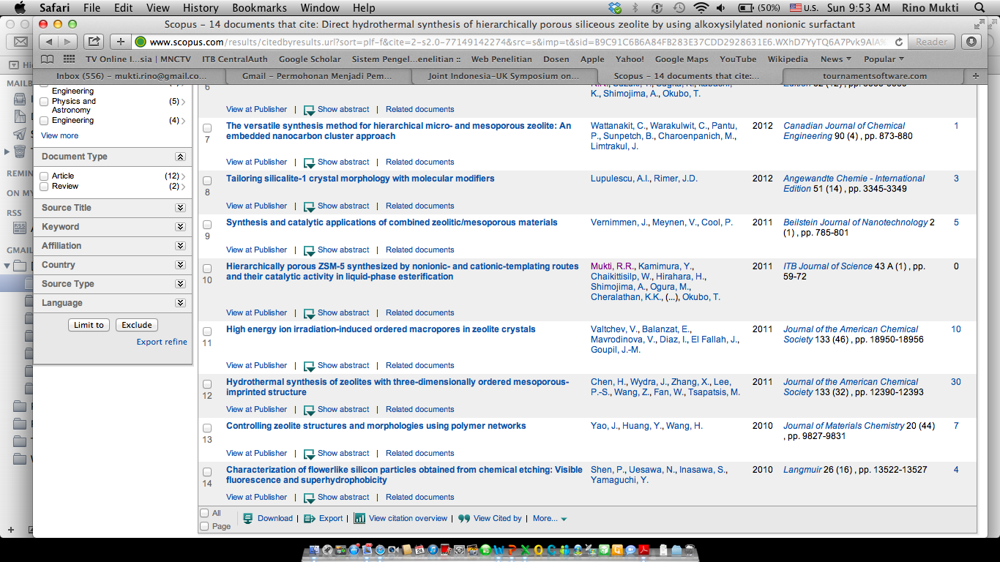 Safari File Edit View History Bookmarks Window Help (50%) U.S. Sun 9:53 AM Rino Mukti
Scopus – 14 documents that cite: Direct hydrothermal synthesis of hierarchically porous siliceous zeolite by using alkoxysilylated nonionic surfactant
www.scopus.com/results/citedbyresults.url?sort=plf-f&cite=2-s2.0-77149142274&src=s&imp=t&sid=B9C91C6B6A84FB283E37CDD2928631E6.WXhD7YyTQ6A7Pvk9AlA Reader
TV Online I...sia | MNCTV ITB CentralAuth Google Scholar Sistem Pengel...enelitian :: Web Penelitian Dosen Apple Yahoo! Google Maps YouTube Wikipedia News Popular
Inbox (556) – mukti.rino@gmail.co... Gmail – Permohonan Menjadi Pem... Joint Indonesia-UK Symposium on... Scopus – 14 documents that cite:... tournamentsoftware.com
MAILB
REMIN
ON MY
RSS
GMAIL
Engineering
Physics and (5)
Astronomy
Engineering (4)
View more
Document Type
Article (12)
Review (2)
Source Title
Keyword
Affiliation
Country
Source Type
Language
Limit to Exclude
Export refine
6
K., Shimojima, A., Okubo, T.
View at Publisher | Show abstract | Related documents
7
The versatile synthesis method for hierarchical micro- and mesoporous zeolite: An
embedded nanocarbon cluster approach
Wattanakit, C., Warakulwit, C., Pantu,
P., Sunpetch, B., Charoenpanich, M.,
Limtrakul, J.
2012
Canadian Journal of Chemical
Engineering 90 (4) , pp. 873-880
1
View at Publisher | Show abstract | Related documents
8
Tailoring silicalite-1 crystal morphology with molecular modifiers
Lupulescu, A.I., Rimer, J.D.
2012
Angewandte Chemie - International
Edition 51 (14) , pp. 3345-3349
3
View at Publisher | Show abstract | Related documents
9
Synthesis and catalytic applications of combined zeolitic/mesoporous materials
Vernimmen, J., Meynen, V., Cool, P.
2011
Beilstein Journal of Nanotechnology 2
(1) , pp. 785-801
5
View at Publisher | Show abstract | Related documents
10
Hierarchically porous ZSM-5 synthesized by nonionic- and cationic-templating routes
and their catalytic activity in liquid-phase esterification
Mukti, R.R., Kamimura, Y.,
Chaikittisilp, W., Hirahara, H.,
Shimojima, A., Ogura, M.,
Cheralathan, K.K., (...), Okubo, T.
2011
ITB Journal of Science 43 A (1) , pp.
59-72
0
View at Publisher | Show abstract | Related documents
11
High energy ion irradiation-induced ordered macropores in zeolite crystals
Valtchev, V., Balanzat, E.,
Mavrodinova, V., Diaz, I., El Fallah, J.,
Goupil, J.-M.
2011
Journal of the American Chemical
Society 133 (46) , pp. 18950-18956
10
View at Publisher | Show abstract | Related documents
12
Hydrothermal synthesis of zeolites with three-dimensionally ordered mesoporous-
imprinted structure
Chen, H., Wydra, J., Zhang, X., Lee,
P.-S., Wang, Z., Fan, W., Tsapatsis, M.
2011
Journal of the American Chemical
Society 133 (32) , pp. 12390-12393
30
View at Publisher | Show abstract | Related documents
13
Controlling zeolite structures and morphologies using polymer networks
Yao, J., Huang, Y., Wang, H.
2010
Journal of Materials Chemistry 20 (44)
, pp. 9827-9831
7
View at Publisher | Show abstract | Related documents
14
Characterization of flowerlike silicon particles obtained from chemical etching: Visible
fluorescence and superhydrophobicity
Shen, P., Uesawa, N., Inasawa, S.,
Yamaguchi, Y.
2010
Langmuir 26 (16) , pp. 13522-13527
4
View at Publisher | Show abstract | Related documents
All
Page
Download | Export | View citation overview | View Cited by | More...